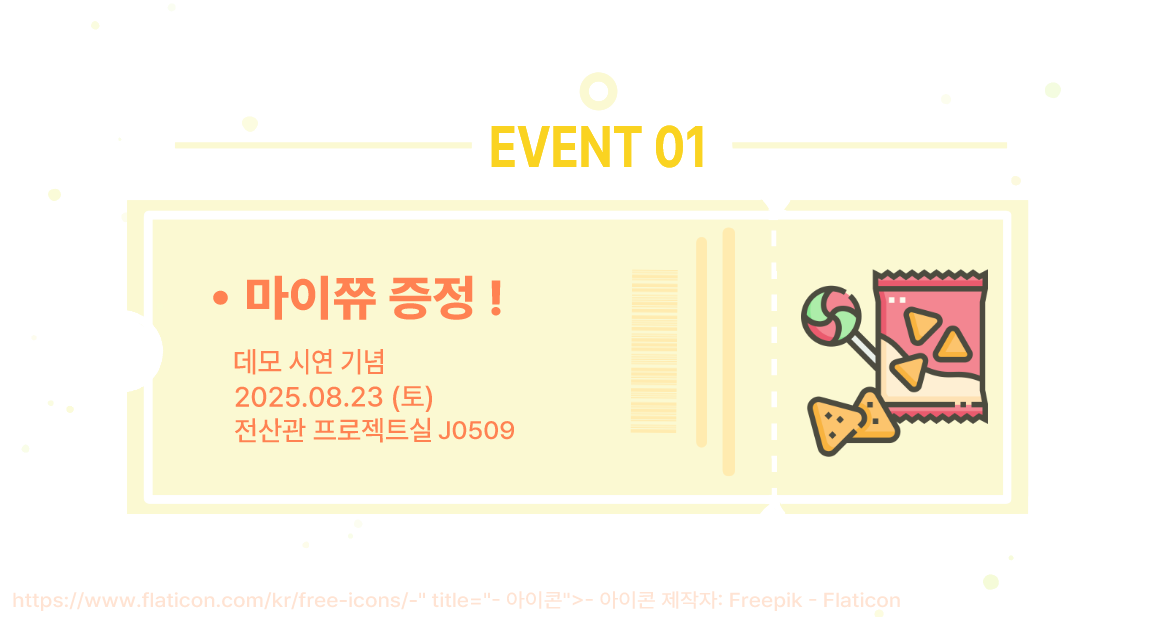 EVENT 01
• 마이쮸 증정 !
데모 시연 기념
2025.08.23 (토)
전산관 프로젝트실 J0509
https://www.flaticon.com/kr/free-icons/-" title="- 아이콘">- 아이콘 제작자: Freepik - Flaticon